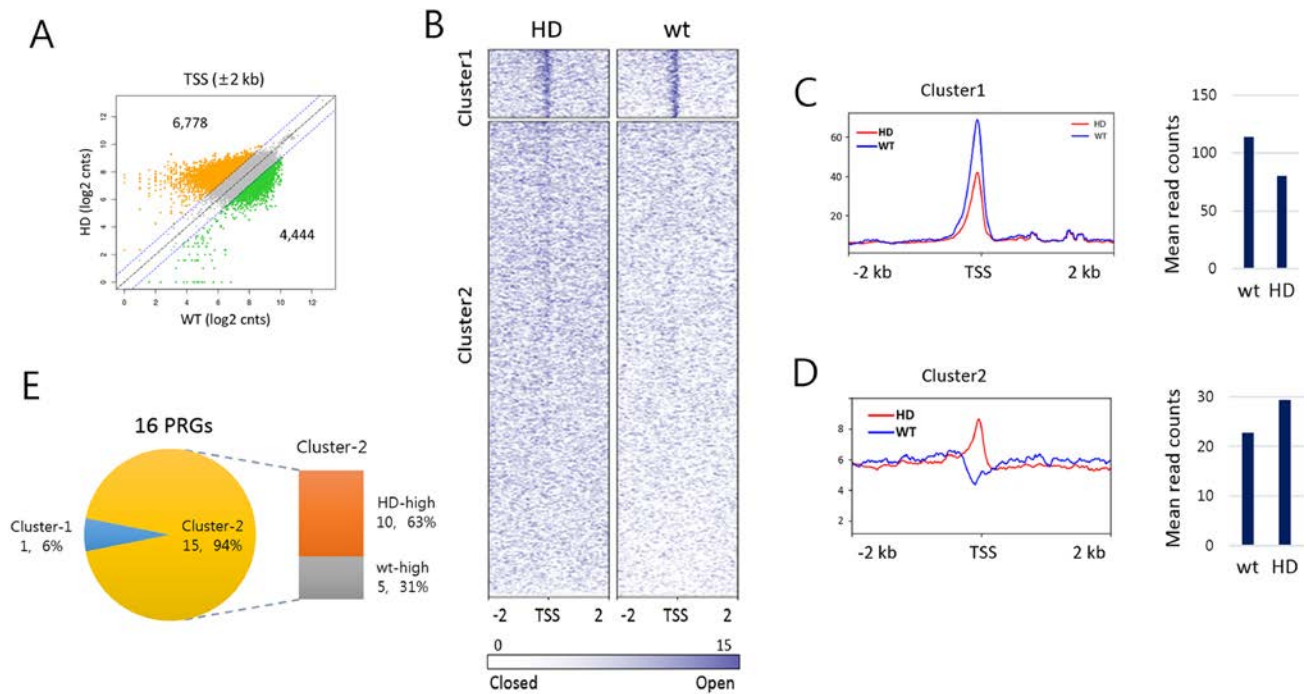 A
TSS (±2 kb)
6,778
4,444
HD (log2 cnts)
0 2 4 6 8 10 12
0 2 4 6 8 10 12
WT (log2 cnts)
B
HD wt
Cluster1
Cluster2
-2 TSS 2 -2 TSS 2
0 15
Closed Open
C
Cluster1
HD
WT
HD
WT
60
40
20
-2 kb TSS 2 kb
Mean read counts
150
100
50
0
wt HD
D
Cluster2
HD
WT
8
6
4
2
-2 kb TSS 2 kb
Mean read counts
30
20
10
0
wt HD
E
16 PRGs
Cluster-1
1, 6%
Cluster-2
15, 94%
Cluster-2
HD-high
10, 63%
wt-high
5, 31%